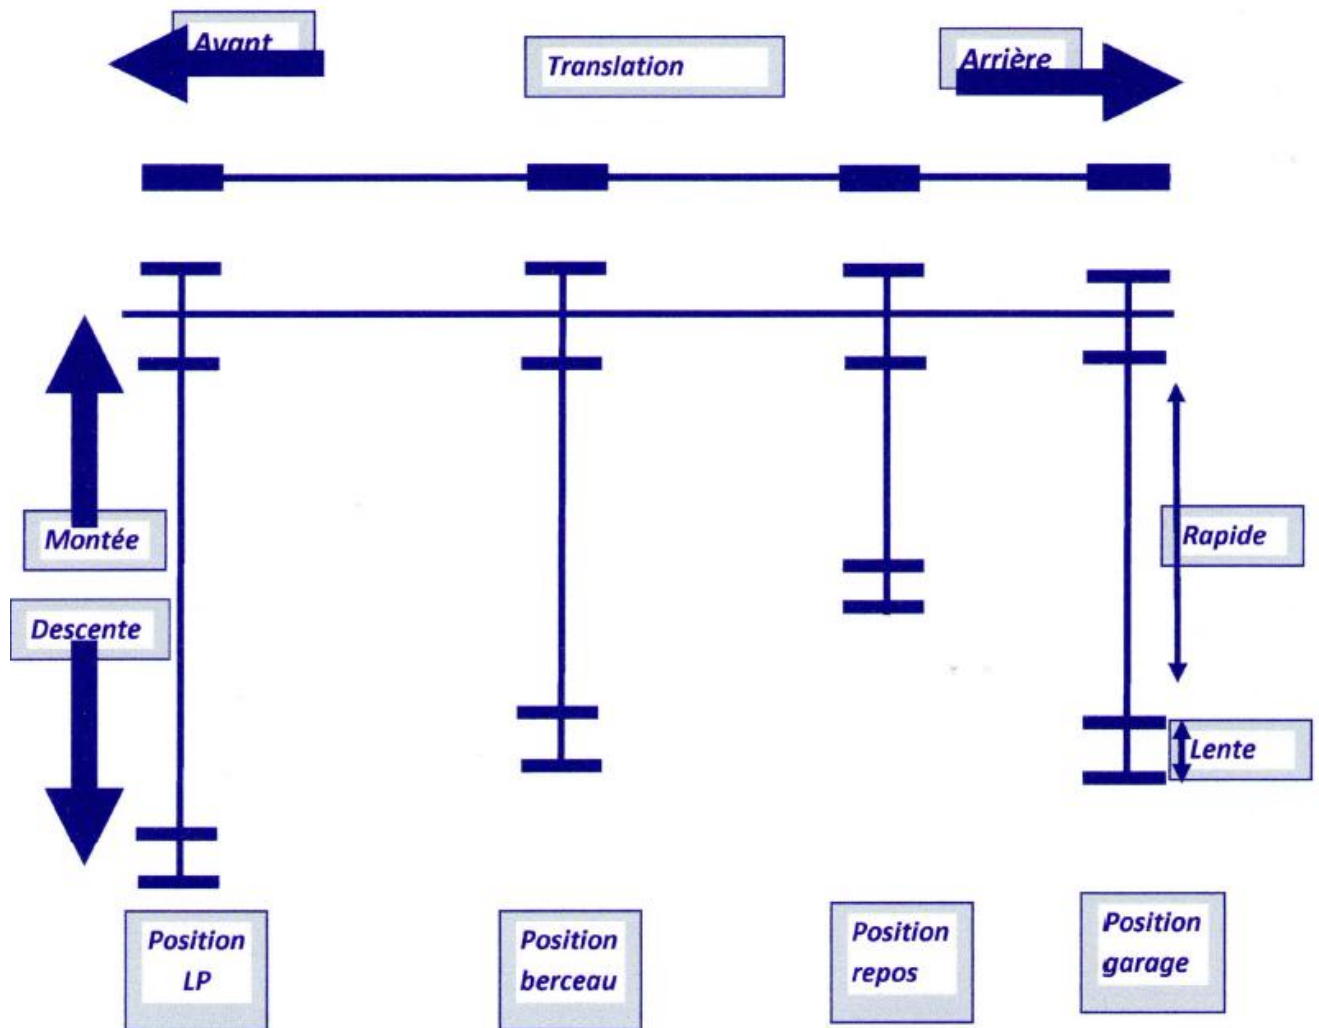 Avant
Translation
Arrière
Montée
Rapide
Descente
Lente
Position
LP
Position
berceau
Position
repos
Position
garage